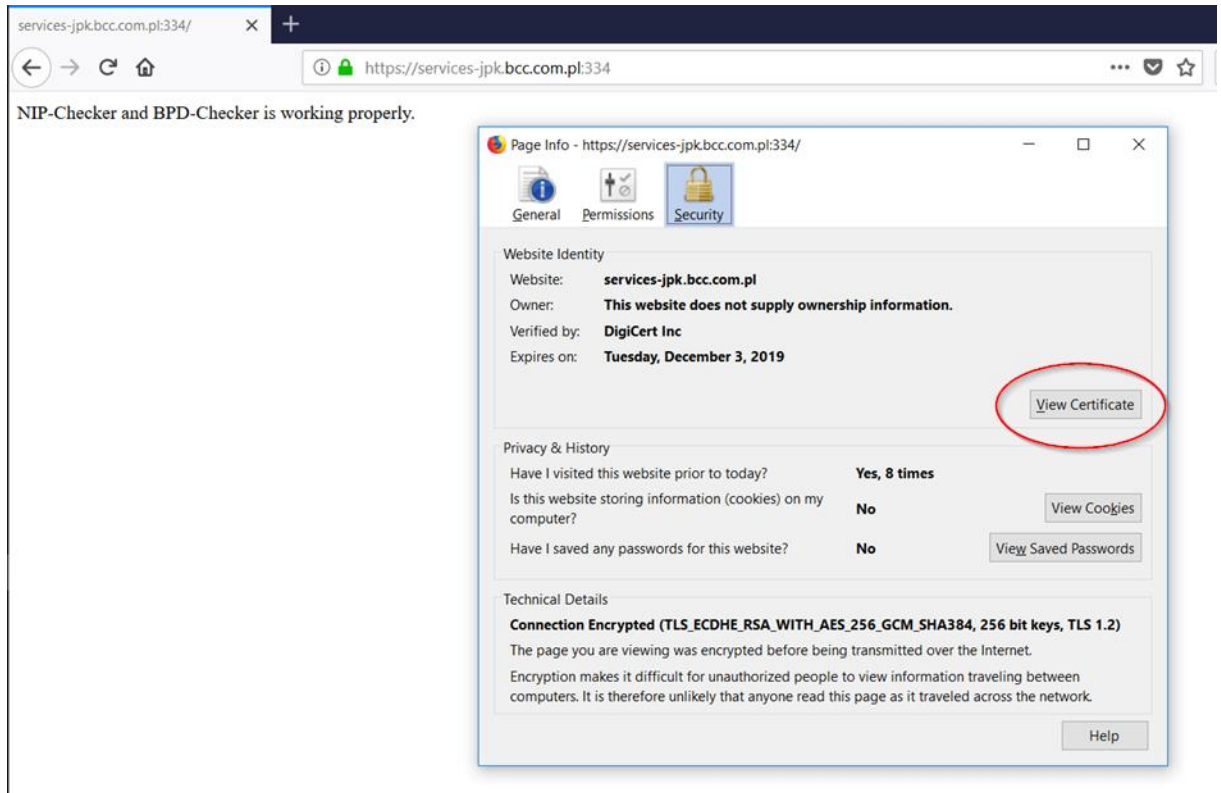 services-jpk.bcc.com.pl:334/
https://services-jpk.bcc.com.pl:334
NIP-Checker and BPD-Checker is working properly.
Page Info - https://services-jpk.bcc.com.pl:334/
General Permissions Security
Website Identity
Website: services-jpk.bcc.com.pl
Owner: This website does not supply ownership information.
Verified by: DigiCert Inc
Expires on: Tuesday, December 3, 2019
View Certificate
Privacy & History
Have I visited this website prior to today? Yes, 8 times
Is this website storing information (cookies) on my
computer? No View Cookies
Have I saved any passwords for this website? No View Saved Passwords
Technical Details
Connection Encrypted (TLS_ECDHE_RSA_WITH_AES_256_GCM_SHA384, 256 bit keys, TLS 1.2)
The page you are viewing was encrypted before being transmitted over the Internet.
Encryption makes it difficult for unauthorized people to view information traveling between
computers. It is therefore unlikely that anyone read this page as it traveled across the network.
Help